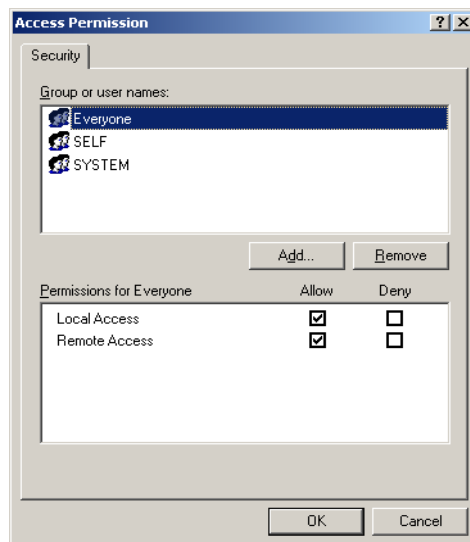 Access Permission
Security
Group or user names:
Everyone
SELF
SYSTEM
Add... Remove
Permissions for Everyone Allow Deny
Local Access
Remote Access
OK Cancel